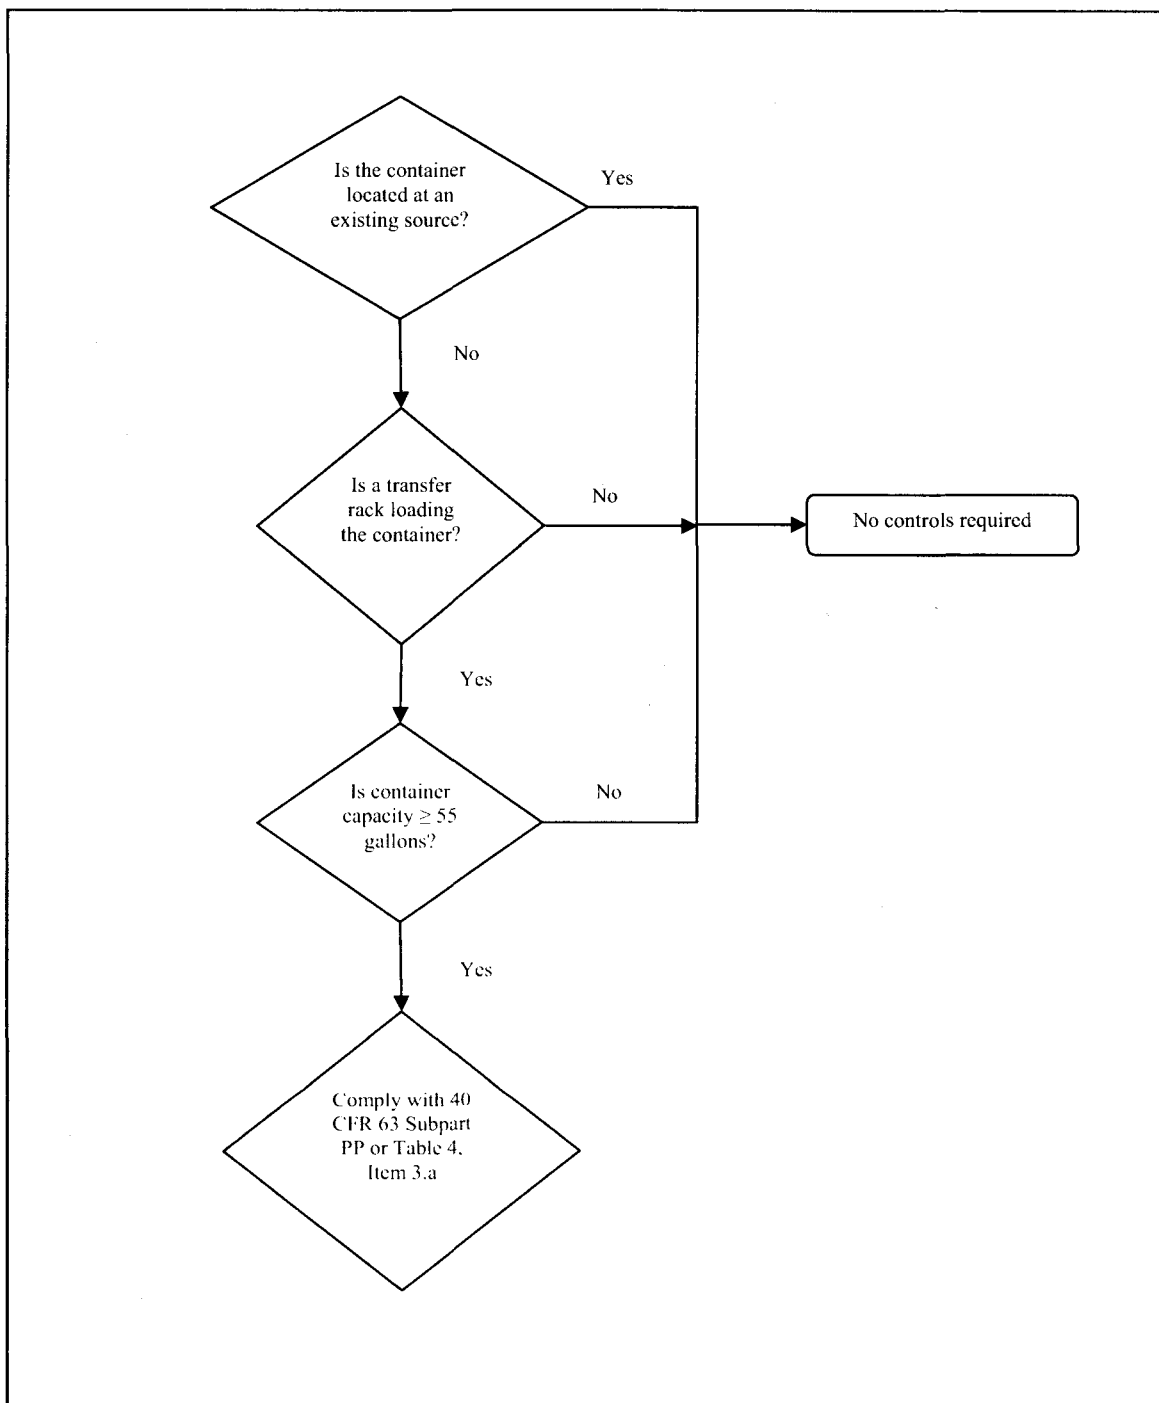 Is the container
located at an
existing source?
Yes
No
Is a transfer
rack loading
the container?
No
No controls required
Yes
Is container
capacity ≥ 55
gallons?
No
Yes
Comply with 40
CFR 63 Subpart
PP or Table 4,
Item 3.a